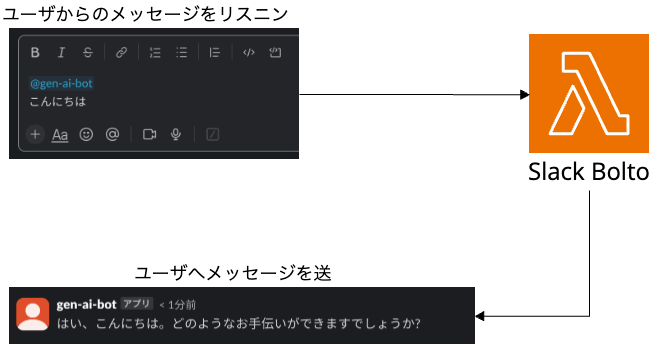 ユーザからのメッセージをリスニン
B I S
@gen-ai-bot
こんにちは
Aa
Slack Bolto
ユーザへメッセージを送
gen-ai-bot アプリ < 1分前
はい、こんにちは。どのようなお手伝いができますでしょうか?